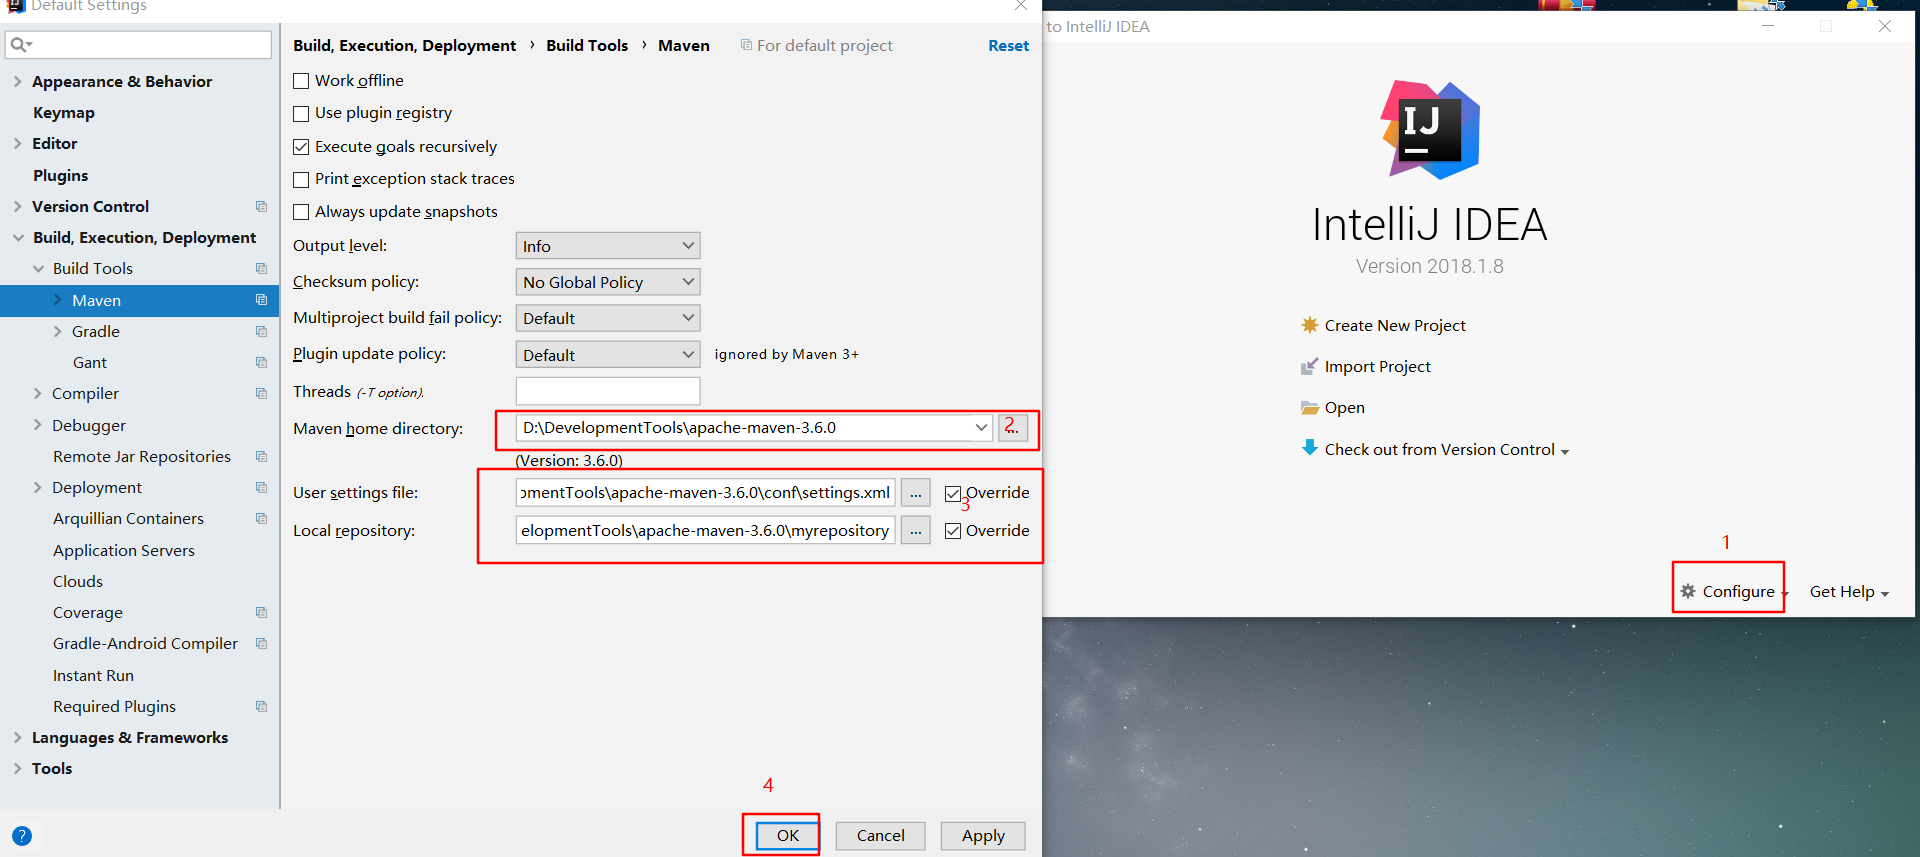 Default Settings
Appearance & Behavior
Keymap
Editor
Plugins
Version Control
Build, Execution, Deployment
Build Tools
Maven
Gradle
Gant
Compiler
Debugger
Remote Jar Repositories
Deployment
Arquillian Containers
Application Servers
Clouds
Coverage
Gradle-Android Compiler
Instant Run
Required Plugins
Languages & Frameworks
Tools
?
Build, Execution, Deployment › Build Tools › Maven For default project Reset
Work offline
Use plugin registry
Execute goals recursively
Print exception stack traces
Always update snapshots
Output level: Info
Checksum policy: No Global Policy
Multiproject build fail policy: Default
Plugin update policy: Default ignored by Maven 3+
Threads (-T option).
Maven home directory: D:\DevelopmentTools\apache-maven-3.6.0 2
(Version: 3.6.0)
User settings file: omentTools\apache-maven-3.6.0\conf\settings.xml ... Override
3
Local repository: elopmentTools\apache-maven-3.6.0\myrepository ... Override
4
OK Cancel Apply
to IntelliJ IDEA
IJ
IntelliJ IDEA
Version 2018.1.8
Create New Project
Import Project
Open
Check out from Version Control
1
Configure Get Help